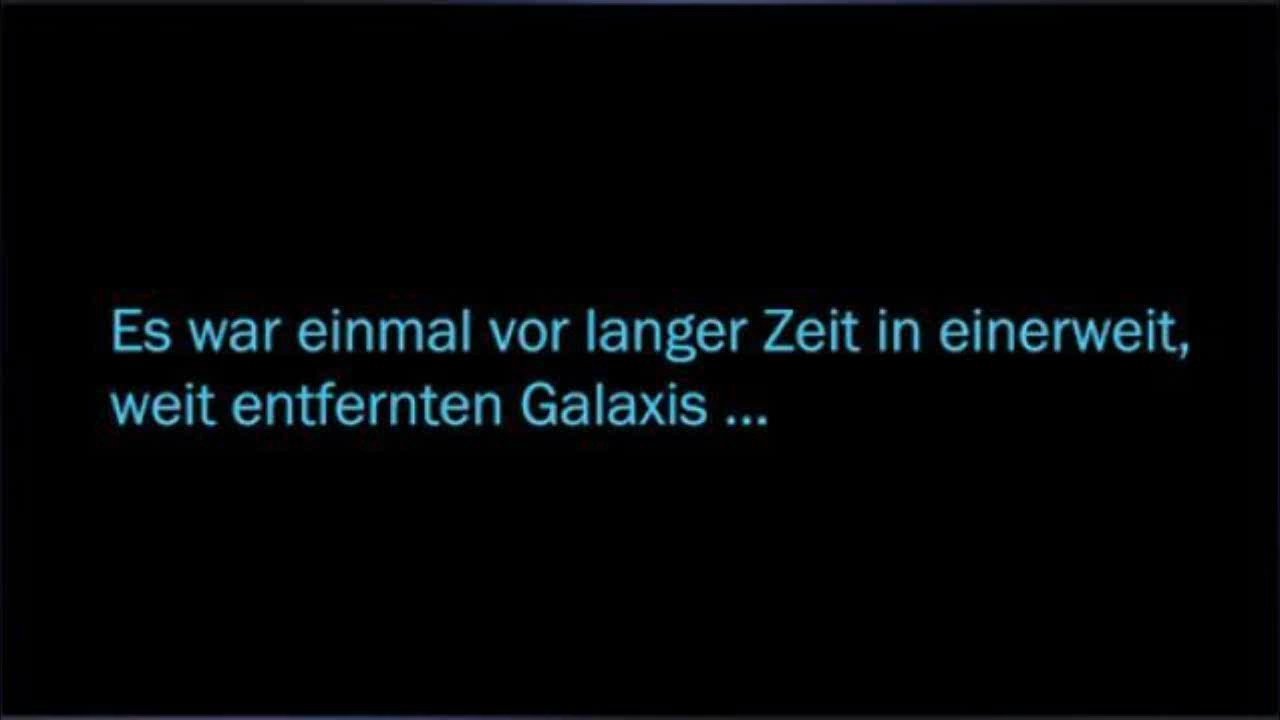 Es war einmal vor langer Zeit in einerweit,
weit entfernten Galaxis ...